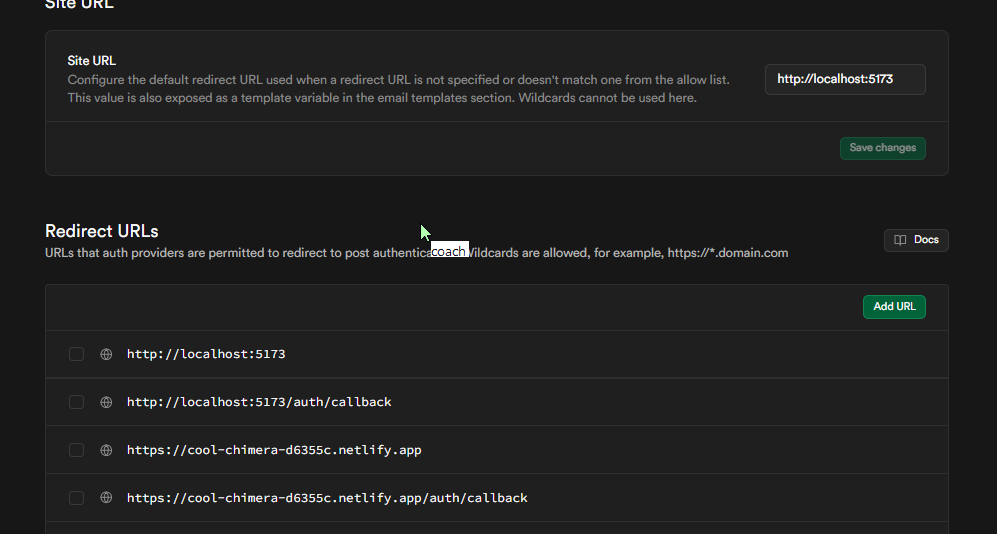 Site URL
Site URL
Configure the default redirect URL used when a redirect URL is not specified or doesn't match one from the allow list.
This value is also exposed as a template variable in the email templates section. Wildcards cannot be used here.
http://localhost:5173
Save changes
Redirect URLs
URLs that auth providers are permitted to redirect to post authentica coach Wildcards are allowed, for example, https://*.domain.com
Docs
Add URL
http://localhost:5173
http://localhost:5173/auth/callback
https://cool-chimera-d6355c.netlify.app
https://cool-chimera-d6355c.netlify.app/auth/callback